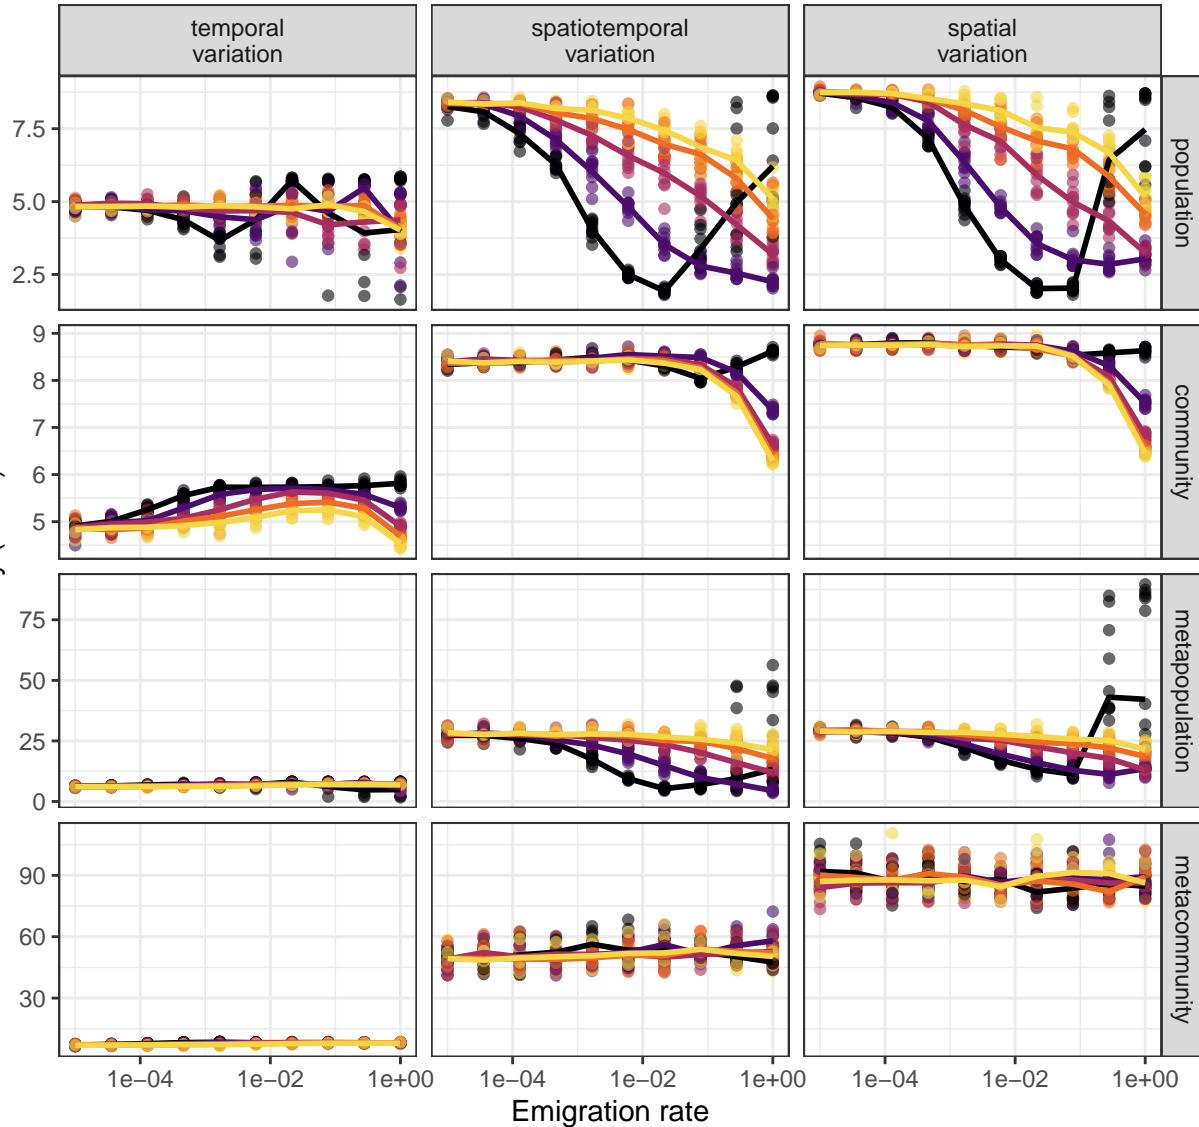 temporal
variation
spatiotemporal
variation
spatial
variation
7.5
5.0
2.5
population
9
8
7
6
5
community
75
50
25
0
metapopulation
90
60
30
metacommunity
1e−04
1e−02
1e+00
1e−04
1e−02
1e+00
1e−04
1e−02
1e+00
Emigration rate